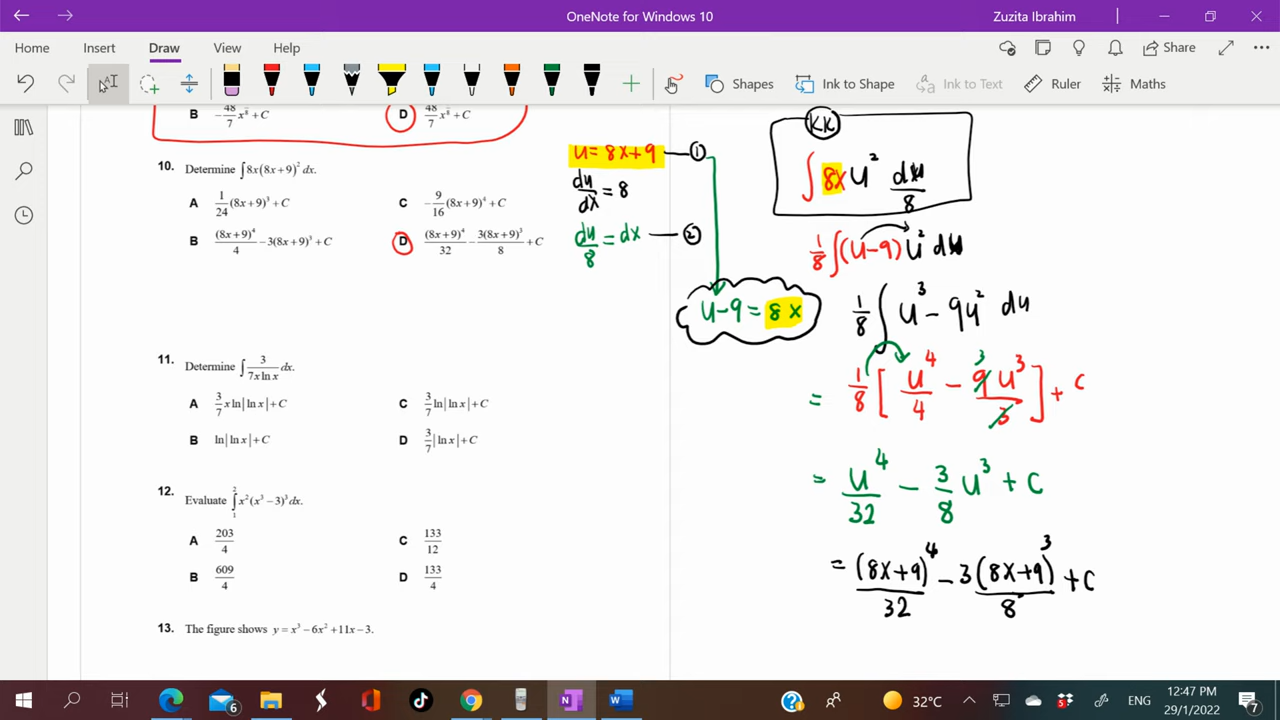 OneNote for Windows 10
Zuzita Ibrahim
Home Insert Draw View Help
Share
Shapes Ink to Shape Ink to Text Ruler Maths
B -48/7 x + C
D 48/7 x + C
10. Determine ∫8x(8x+9)² dx.
A 1/24 (8x+9)³ + C
C -9/16 (8x+9)⁴ + C
B (8x+9)⁴/4 - 3(8x+9)³ + C
D (8x+9)⁴/32 - 3(8x+9)³/8 + C
11. Determine ∫ 3/(7x ln x) dx.
A 3/7 x ln|ln x| + C
C 3/7 ln|ln x| + C
B ln|ln x| + C
D 3/7 |ln x| + C
12. Evaluate ∫₁² x²(x³-3)³ dx.
A 203/4
C 133/12
B 609/4
D 133/4
13. The figure shows y = x³ - 6x² + 11x - 3.
u = 8x+9 — ①
du/dx = 8
du/8 = dx — ②
u-9 = 8x
KK
∫ 8x u² du/8
1/8 ∫(u-9)u² du
1/8 ∫ u³ - 9u² du
= 1/8 [ u⁴/4 - 9u³/3 ] + c
3
= u⁴/32 - 3/8 u³ + c
= (8x+9)⁴/32 - 3(8x+9)³/8 + c
6
32°C
ENG
12:47 PM
29/1/2022
7